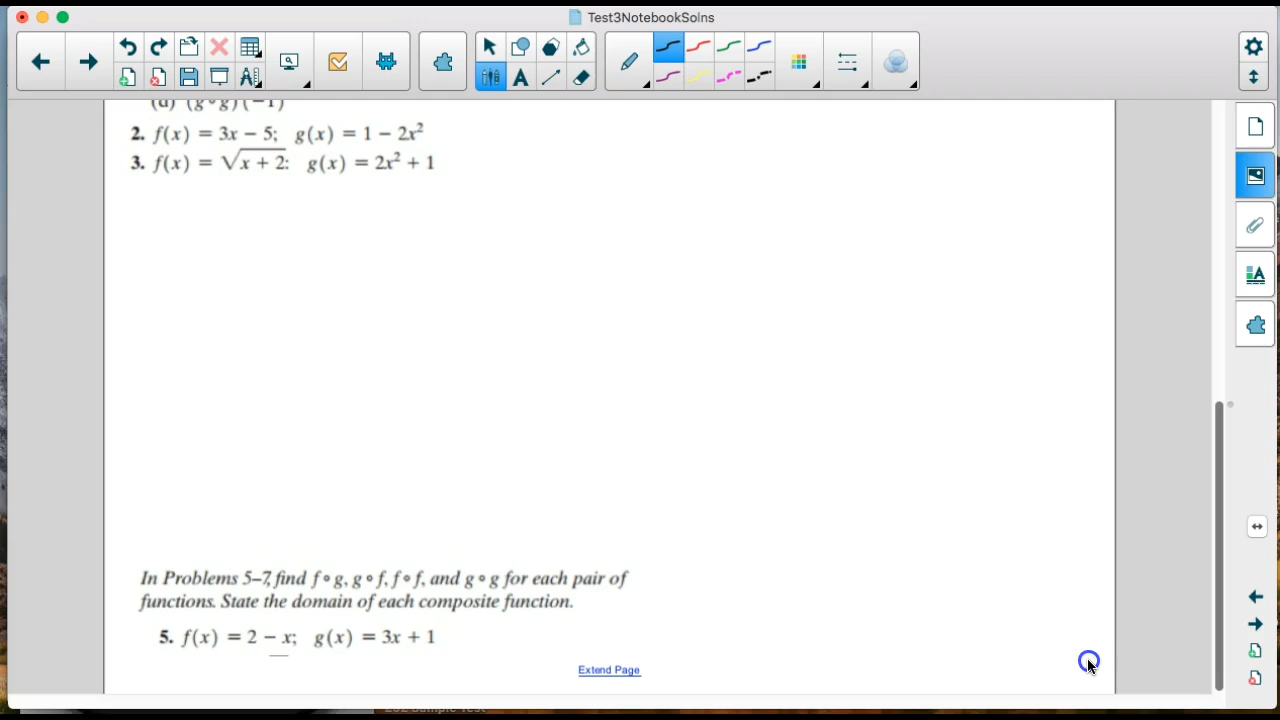 Test3NotebookSolns
(d) (g∘g)(−1)
2. f(x) = 3x − 5; g(x) = 1 − 2x²
3. f(x) = √x + 2: g(x) = 2x² + 1
In Problems 5–7, find f∘g, g∘f, f∘f, and g∘g for each pair of
functions. State the domain of each composite function.
5. f(x) = 2 − x; g(x) = 3x + 1
Extend Page